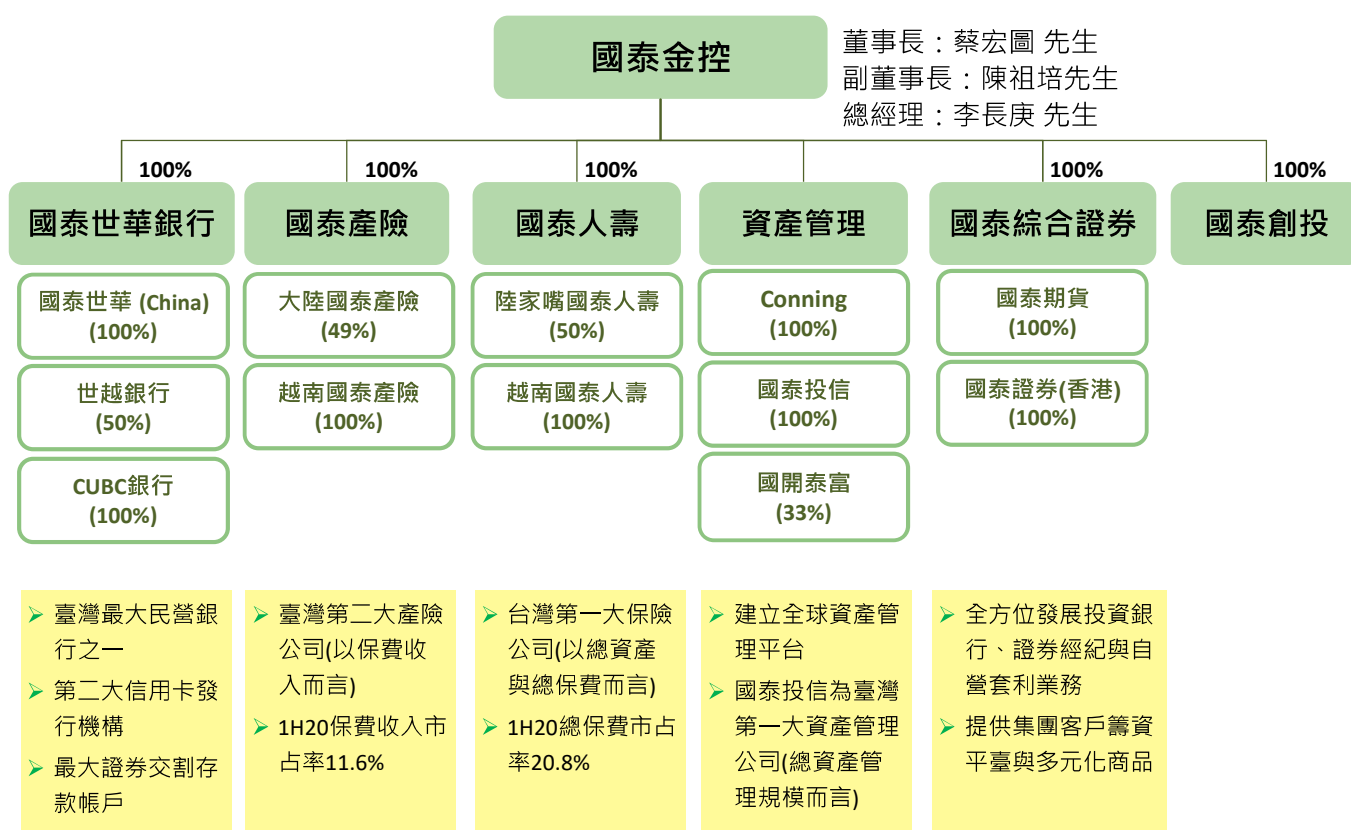 國泰金控
董事長：蔡宏圖 先生
副董事長：陳祖培先生
總經理：李長庚 先生
100%
100%
100%
100%
100%
國泰世華銀行
國泰產險
國泰人壽
資產管理
國泰綜合證券
國泰創投
國泰世華 (China)
(100%)
世越銀行
(50%)
CUBC銀行
(100%)
大陸國泰產險
(49%)
越南國泰產險
(100%)
陸家嘴國泰人壽
(50%)
越南國泰人壽
(100%)
Conning
(100%)
國泰投信
(100%)
國開泰富
(33%)
國泰期貨
(100%)
國泰證券(香港)
(100%)
➢ 臺灣最大民營銀
行之一
➢ 第二大信用卡發
行機構
➢ 最大證券交割存
款帳戶
➢ 臺灣第二大產險
公司(以保費收
入而言)
➢ 1H20保費收入市
占率11.6%
➢ 台灣第一大保險
公司(以總資產
與總保費而言)
➢ 1H20總保費市占
率20.8%
➢ 建立全球資產管
理平台
➢ 國泰投信為臺灣
第一大資產管理
公司(總資產管
理規模而言)
➢ 全方位發展投資銀
行、證券經紀與自
營套利業務
➢ 提供集團客戶籌資
平臺與多元化商品